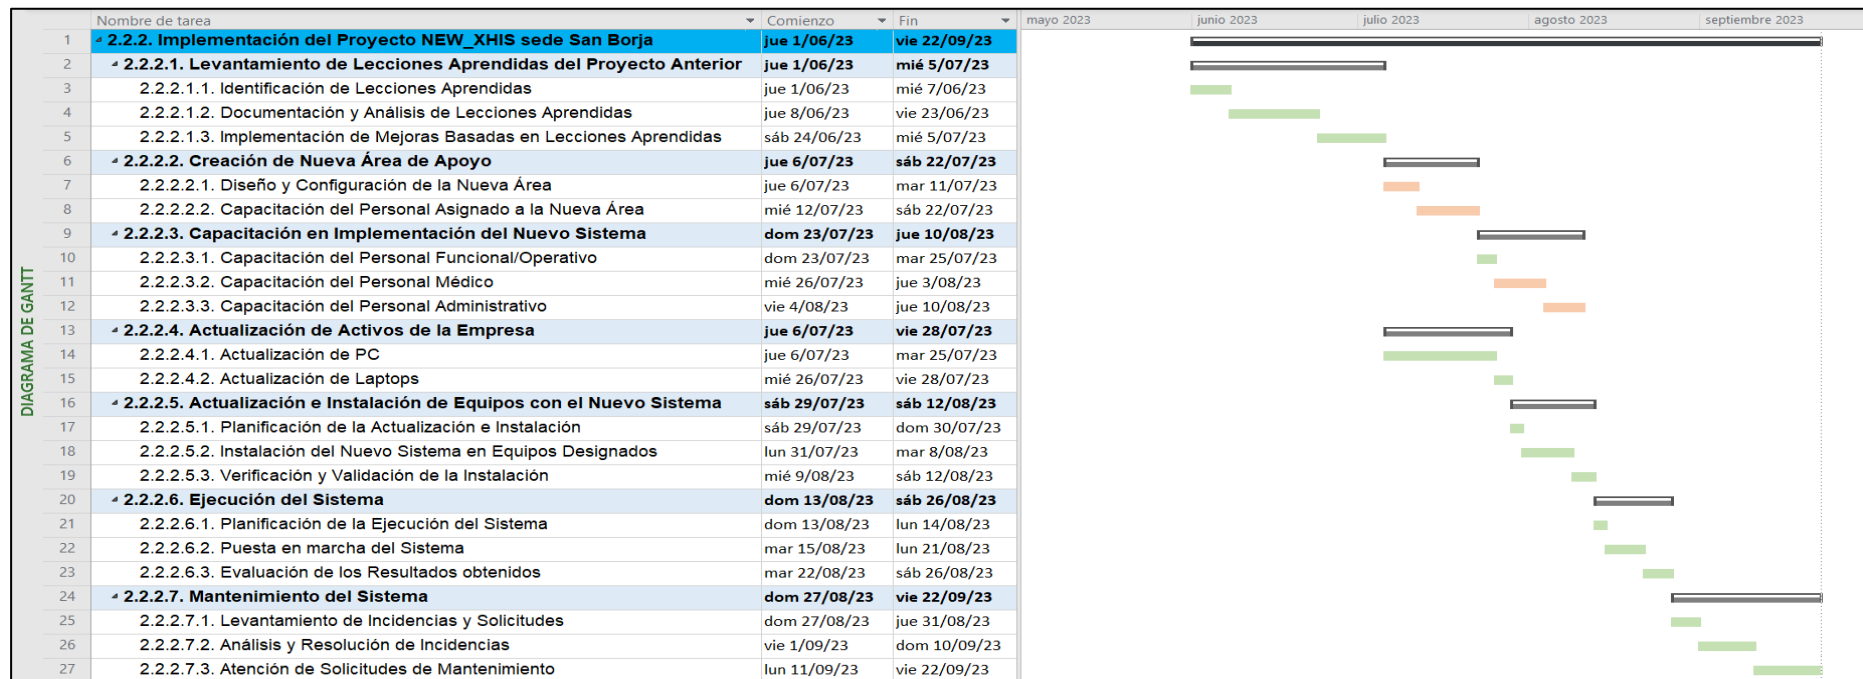 Nombre de tarea Comienzo Fin mayo 2023 junio 2023 julio 2023 agosto 2023 septiembre 2023
1 2.2.2. Implementación del Proyecto NEW_XHIS sede San Borja jue 1/06/23 vie 22/09/23
2 2.2.2.1. Levantamiento de Lecciones Aprendidas del Proyecto Anterior jue 1/06/23 mié 5/07/23
3 2.2.2.1.1. Identificación de Lecciones Aprendidas jue 1/06/23 mié 7/06/23
4 2.2.2.1.2. Documentación y Análisis de Lecciones Aprendidas jue 8/06/23 vie 23/06/23
5 2.2.2.1.3. Implementación de Mejoras Basadas en Lecciones Aprendidas sáb 24/06/23 mié 5/07/23
6 2.2.2.2. Creación de Nueva Área de Apoyo jue 6/07/23 sáb 22/07/23
7 2.2.2.2.1. Diseño y Configuración de la Nueva Área jue 6/07/23 mar 11/07/23
8 2.2.2.2.2. Capacitación del Personal Asignado a la Nueva Área mié 12/07/23 sáb 22/07/23
9 2.2.2.3. Capacitación en Implementación del Nuevo Sistema dom 23/07/23 jue 10/08/23
10 2.2.2.3.1. Capacitación del Personal Funcional/Operativo dom 23/07/23 mar 25/07/23
11 2.2.2.3.2. Capacitación del Personal Médico mié 26/07/23 jue 3/08/23
12 2.2.2.3.3. Capacitación del Personal Administrativo vie 4/08/23 jue 10/08/23
13 2.2.2.4. Actualización de Activos de la Empresa jue 6/07/23 vie 28/07/23
14 2.2.2.4.1. Actualización de PC jue 6/07/23 mar 25/07/23
15 2.2.2.4.2. Actualización de Laptops mié 26/07/23 vie 28/07/23
16 2.2.2.5. Actualización e Instalación de Equipos con el Nuevo Sistema sáb 29/07/23 sáb 12/08/23
17 2.2.2.5.1. Planificación de la Actualización e Instalación sáb 29/07/23 dom 30/07/23
18 2.2.2.5.2. Instalación del Nuevo Sistema en Equipos Designados lun 31/07/23 mar 8/08/23
19 2.2.2.5.3. Verificación y Validación de la Instalación mié 9/08/23 sáb 12/08/23
20 2.2.2.6. Ejecución del Sistema dom 13/08/23 sáb 26/08/23
21 2.2.2.6.1. Planificación de la Ejecución del Sistema dom 13/08/23 lun 14/08/23
22 2.2.2.6.2. Puesta en marcha del Sistema mar 15/08/23 lun 21/08/23
23 2.2.2.6.3. Evaluación de los Resultados obtenidos mar 22/08/23 sáb 26/08/23
24 2.2.2.7. Mantenimiento del Sistema dom 27/08/23 vie 22/09/23
25 2.2.2.7.1. Levantamiento de Incidencias y Solicitudes dom 27/08/23 jue 31/08/23
26 2.2.2.7.2. Análisis y Resolución de Incidencias vie 1/09/23 dom 10/09/23
27 2.2.2.7.3. Atención de Solicitudes de Mantenimiento lun 11/09/23 vie 22/09/23
DIAGRAMA DE GANTT